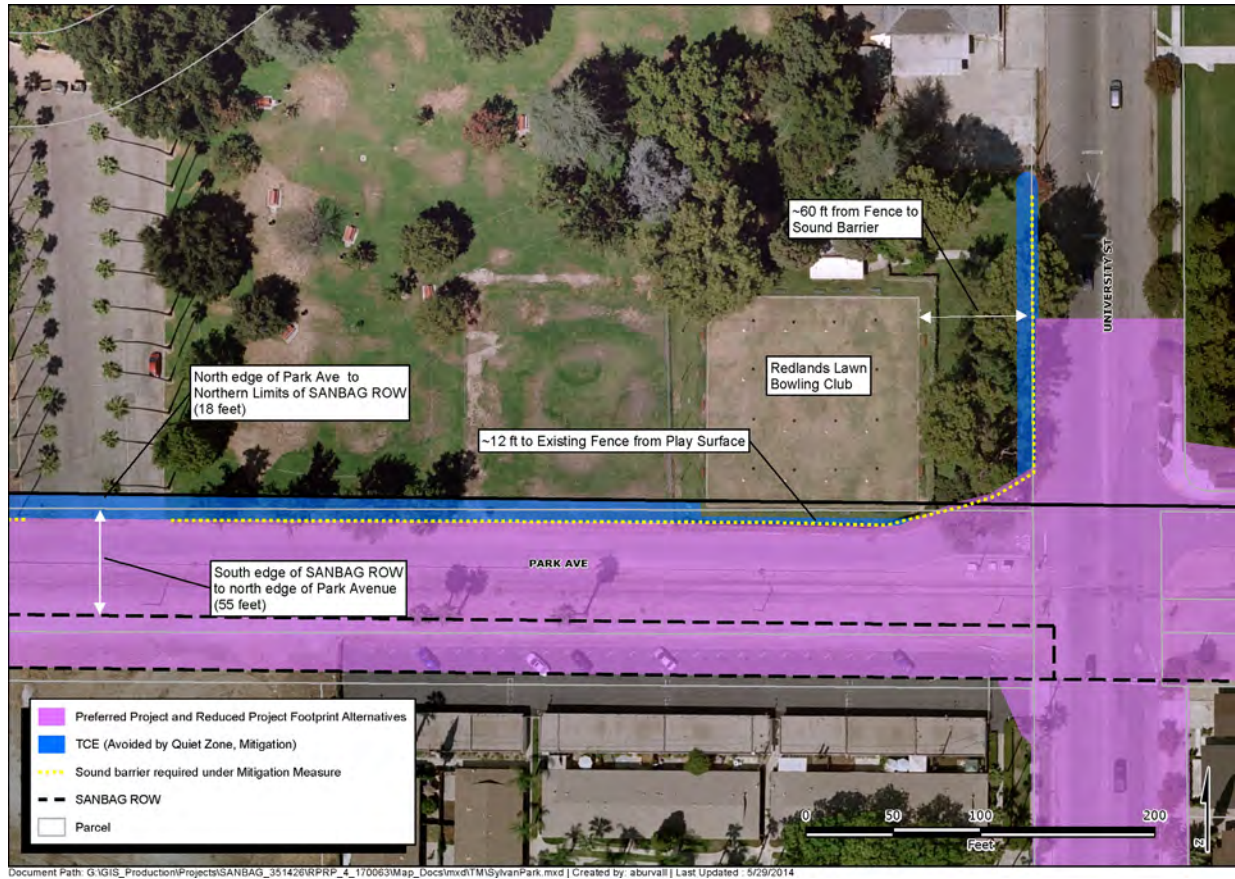 ~60 ft from Fence to
Sound Barrier
UNIVERSITY ST
Redlands Lawn
Bowling Club
North edge of Park Ave to
Northern Limits of SANBAG ROW
(18 feet)
~12 ft to Existing Fence from Play Surface
PARK AVE
South edge of SANBAG ROW
to north edge of Park Avenue
(55 feet)
Preferred Project and Reduced Project Footprint Alternatives
TCE (Avoided by Quiet Zone, Mitigation)
Sound barrier required under Mitigation Measure
SANBAG ROW
Parcel
0 50 100 200
Feet
N
Document Path: G:\GIS_Production\Projects\SANBAG_351426\RPRP_4_170063\Map_Docs\mxd\TM\SylvanPark.mxd | Created by: aburvall | Last Updated : 5/29/2014